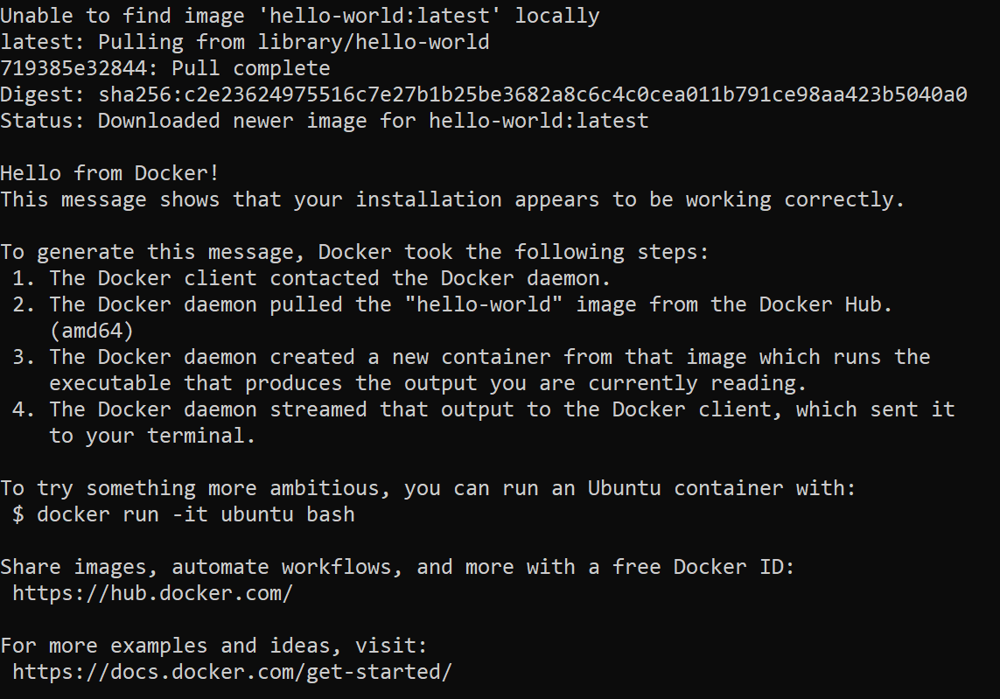 Unable to find image 'hello-world:latest' locally
latest: Pulling from library/hello-world
719385e32844: Pull complete
Digest: sha256:c2e23624975516c7e27b1b25be3682a8c6c4c0cea011b791ce98aa423b5040a0
Status: Downloaded newer image for hello-world:latest

Hello from Docker!
This message shows that your installation appears to be working correctly.

To generate this message, Docker took the following steps:
 1. The Docker client contacted the Docker daemon.
 2. The Docker daemon pulled the "hello-world" image from the Docker Hub.
    (amd64)
 3. The Docker daemon created a new container from that image which runs the
    executable that produces the output you are currently reading.
 4. The Docker daemon streamed that output to the Docker client, which sent it
    to your terminal.

To try something more ambitious, you can run an Ubuntu container with:
 $ docker run -it ubuntu bash

Share images, automate workflows, and more with a free Docker ID:
 https://hub.docker.com/

For more examples and ideas, visit:
 https://docs.docker.com/get-started/